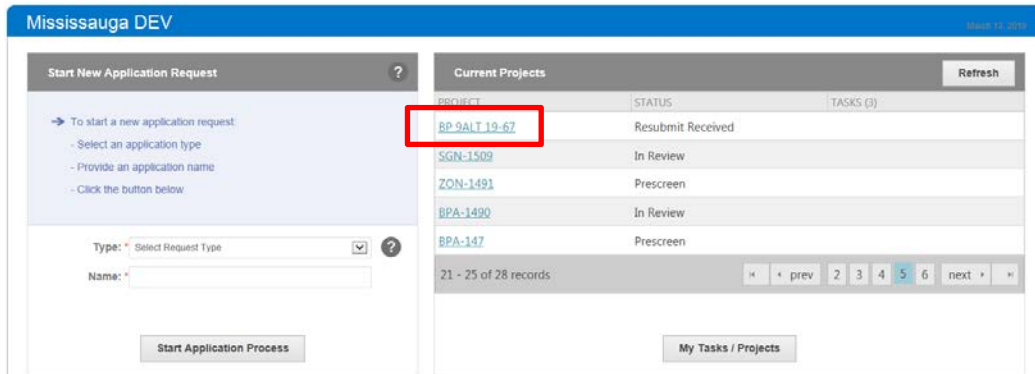 Mississauga DEV
March 13, 2019
Start New Application Request ?
➔ To start a new application request
- Select an application type
- Provide an application name
- Click the button below
Type: * Select Request Type ?
Name: *
Start Application Process
Current Projects Refresh
PROJECT STATUS TASKS (3)
BP 9ALT 19-67 Resubmit Received
SGN-1509 In Review
ZON-1491 Prescreen
BPA-1490 In Review
BPA-147 Prescreen
21 - 25 of 28 records prev 2 3 4 5 6 next
My Tasks / Projects